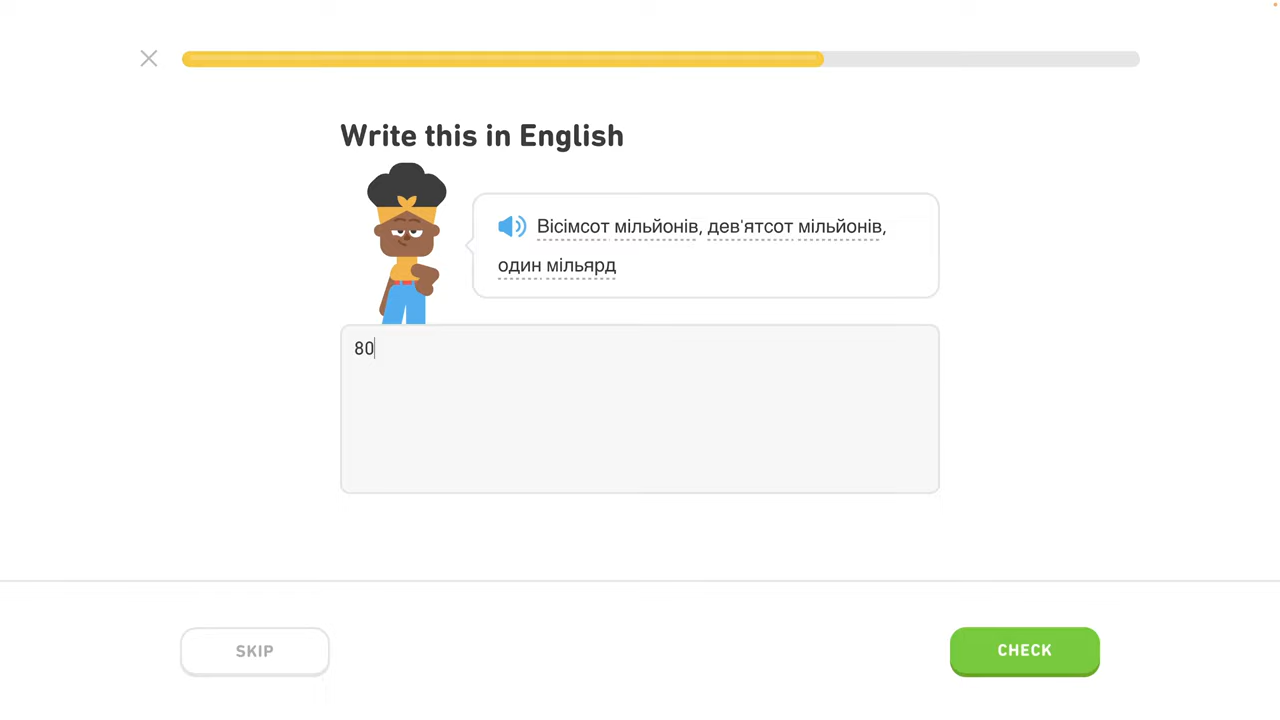 Write this in English
Вісімсот мільйонів, дев'ятсот мільйонів,
один мільярд
80
SKIP
CHECK